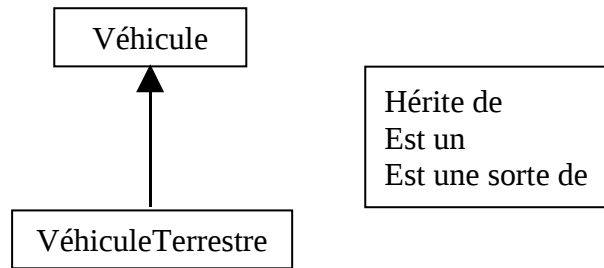 Véhicule
Hérite de
Est un
Est une sorte de
VéhiculeTerrestre